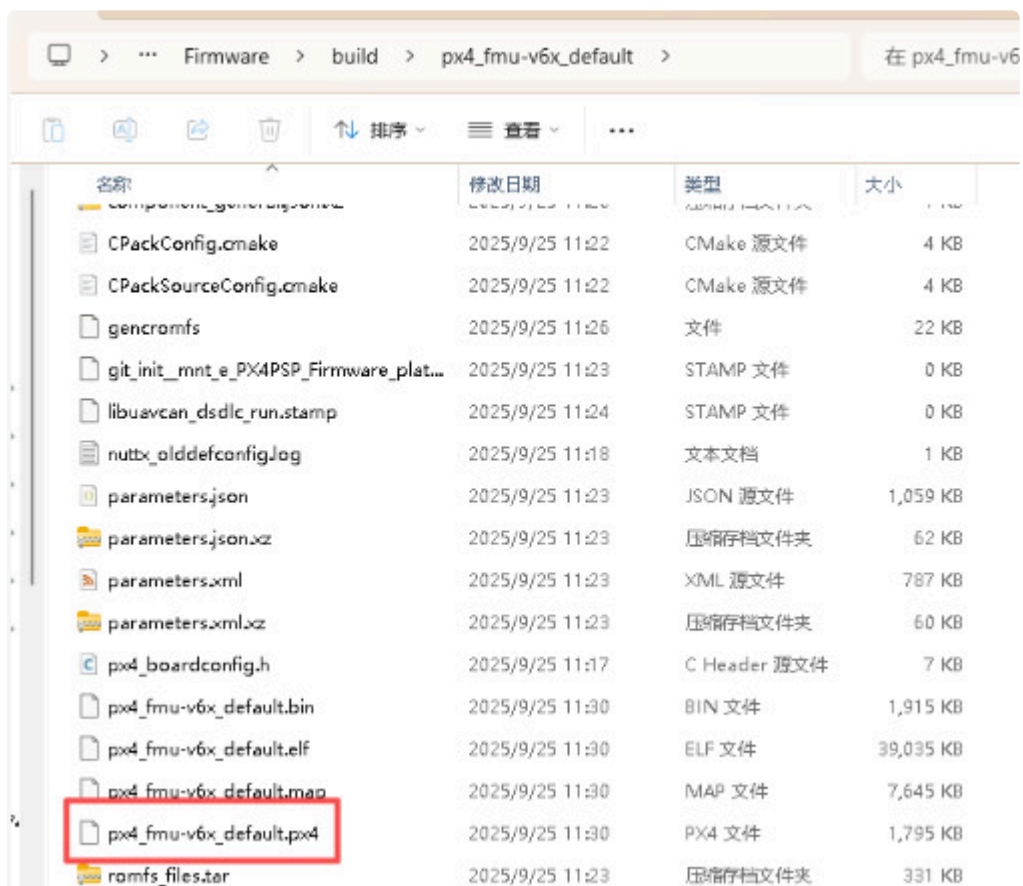 > ··· Firmware > build > px4_fmu-v6x_default > 在 px4_fmu-v6
排序 查看 ···
名称 修改日期 类型 大小
CPackConfig.cmake 2025/9/25 11:22 CMake 源文件 4 KB
CPackSourceConfig.cmake 2025/9/25 11:22 CMake 源文件 4 KB
gencromfs 2025/9/25 11:26 文件 22 KB
git_init__mnt_e_PX4PSP_Firmware_plat... 2025/9/25 11:23 STAMP 文件 0 KB
libuavcan_dsdlc_run.stamp 2025/9/25 11:24 STAMP 文件 0 KB
nuttx_olddefconfig.log 2025/9/25 11:18 文本文档 1 KB
parameters.json 2025/9/25 11:23 JSON 源文件 1,059 KB
parameters.json.xz 2025/9/25 11:23 压缩存档文件夹 62 KB
parameters.xml 2025/9/25 11:23 XML 源文件 787 KB
parameters.xml.xz 2025/9/25 11:23 压缩存档文件夹 60 KB
px4_boardconfig.h 2025/9/25 11:17 C Header 源文件 7 KB
px4_fmu-v6x_default.bin 2025/9/25 11:30 BIN 文件 1,915 KB
px4_fmu-v6x_default.elf 2025/9/25 11:30 ELF 文件 39,035 KB
px4_fmu-v6x_default.map 2025/9/25 11:30 MAP 文件 7,645 KB
px4_fmu-v6x_default.px4 2025/9/25 11:30 PX4 文件 1,795 KB
romfs_files.tar 2025/9/25 11:23 压缩存档文件夹 331 KB